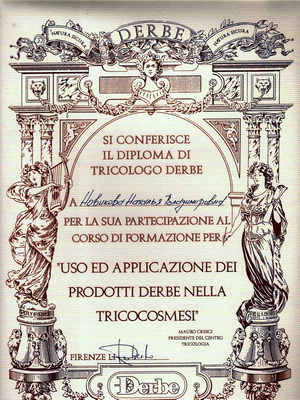 DERBE
NATURA SICURA
NATURA SICURA
SI CONFERISCE
IL DIPLOMA DI
TRICOLOGO DERBE
A Новикова Наталья Владимировна
PER LA SUA PARTECIPAZIONE AL
CORSO DI FORMAZIONE PER
"USO ED APPLICAZIONE DEI
PRODOTTI DERBE NELLA
TRICOCOSMESI"
MAURO CRESCI
PRESIDENTE DEL CENTRO
TRICOLOGIA
FIRENZE LI
Derbe